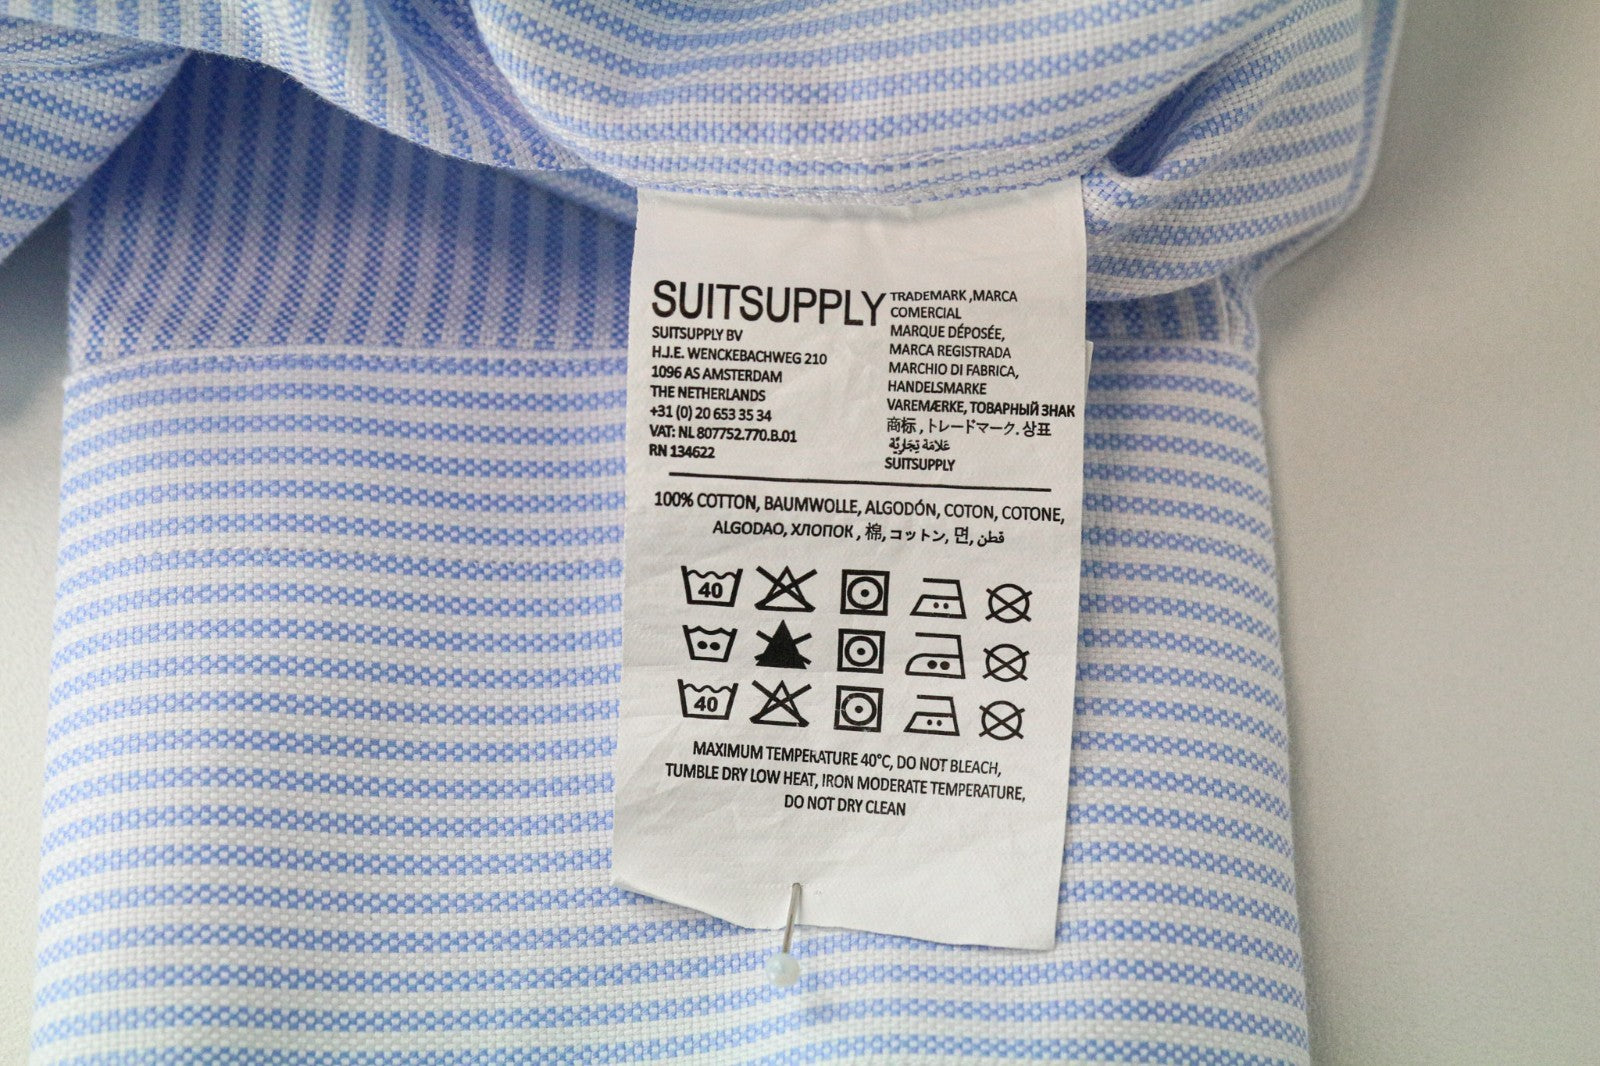 SUITSUPPLY
SUITSUPPLY BV
H.J.E. WENCKEBACHWEG 210
1096 AS AMSTERDAM
THE NETHERLANDS
+31 (0) 20 653 35 34
VAT: NL 807752.770.B.01
RN 134622
TRADEMARK ,MARCA
COMERCIAL
MARQUE DÉPOSÉE,
MARCA REGISTRADA
MARCHIO DI FABRICA,
HANDELSMARKE
VAREMÆRKE, ТОВАРНЫЙ ЗНАК
商标 , トレードマーク. 상표
عَلامَة تِجَارِيَّة
SUITSUPPLY
100% COTTON, BAUMWOLLE, ALGODÓN, COTON, COTONE,
ALGODAO, ХЛОПОК , 棉, コットン, 면, قطن
40
40
MAXIMUM TEMPERATURE 40°C, DO NOT BLEACH,
TUMBLE DRY LOW HEAT, IRON MODERATE TEMPERATURE,
DO NOT DRY CLEAN